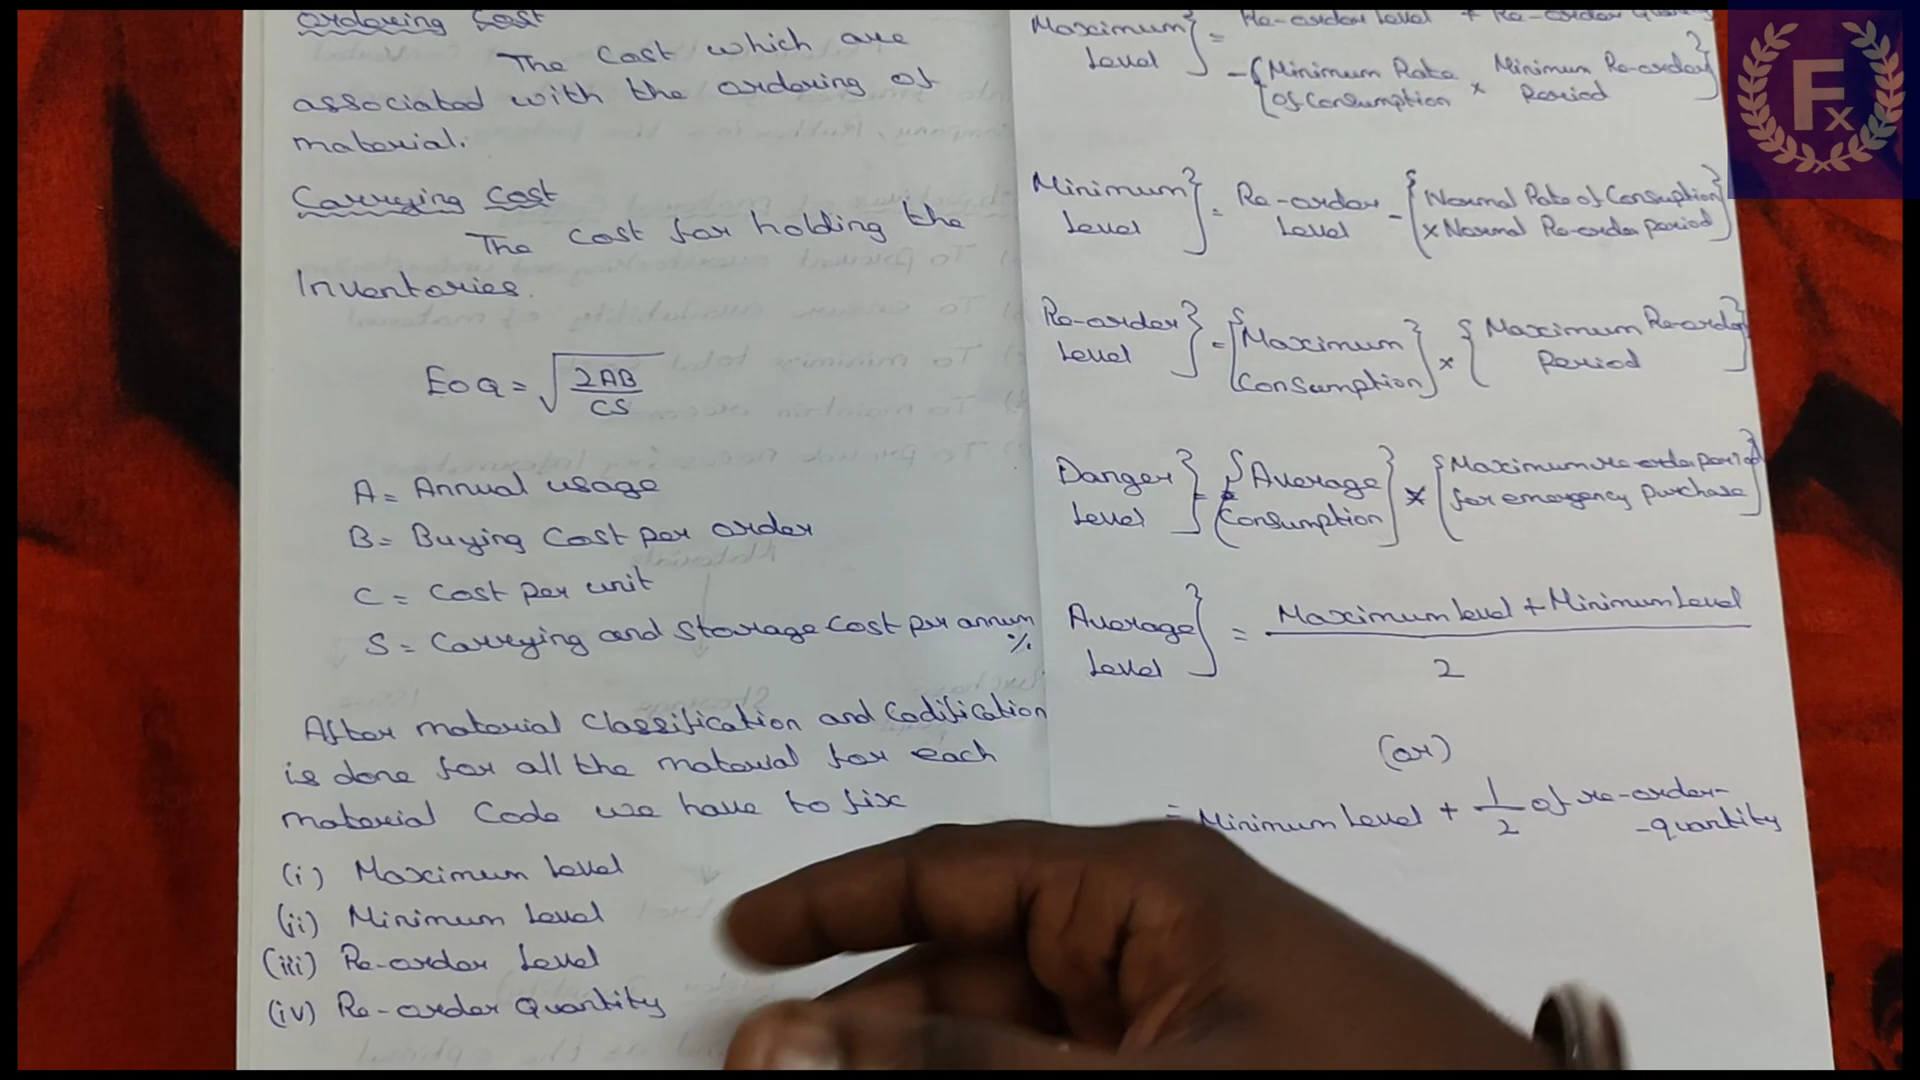 ordering cost
The cost which are
associated with the ordering of
material.
Carrying cost
The cost for holding the
Inventories.
EOQ = √ 2AB
CS
A = Annual usage
B = Buying Cost per order
C = Cost per unit
S = Carrying and storage cost per annum
%
After material classification and codification
is done for all the material for each
material Code we have to fix
(i) Maximum Level
(ii) Minimum Level
(iii) Re-order Level
(iv) Re-order Quantity
Maximum Level } = Re-order Level + Re-order Quantity
- { Minimum Rate of Consumption × Minimum Re-order Period }
Minimum Level } = Re-order Level - { Normal Rate of Consuption
× Normal Re-order period }
Re-order Level } = { Maximum Consumption } × { Maximum Re-order Period }
Danger Level } = { Average Consumption } × { Maximum re-order period
for emergency purchase }
Average Level } = Maximum level + Minimum Level
2
(or)
= Minimum Level + 1/2 of re-order-
-quantity
Fx